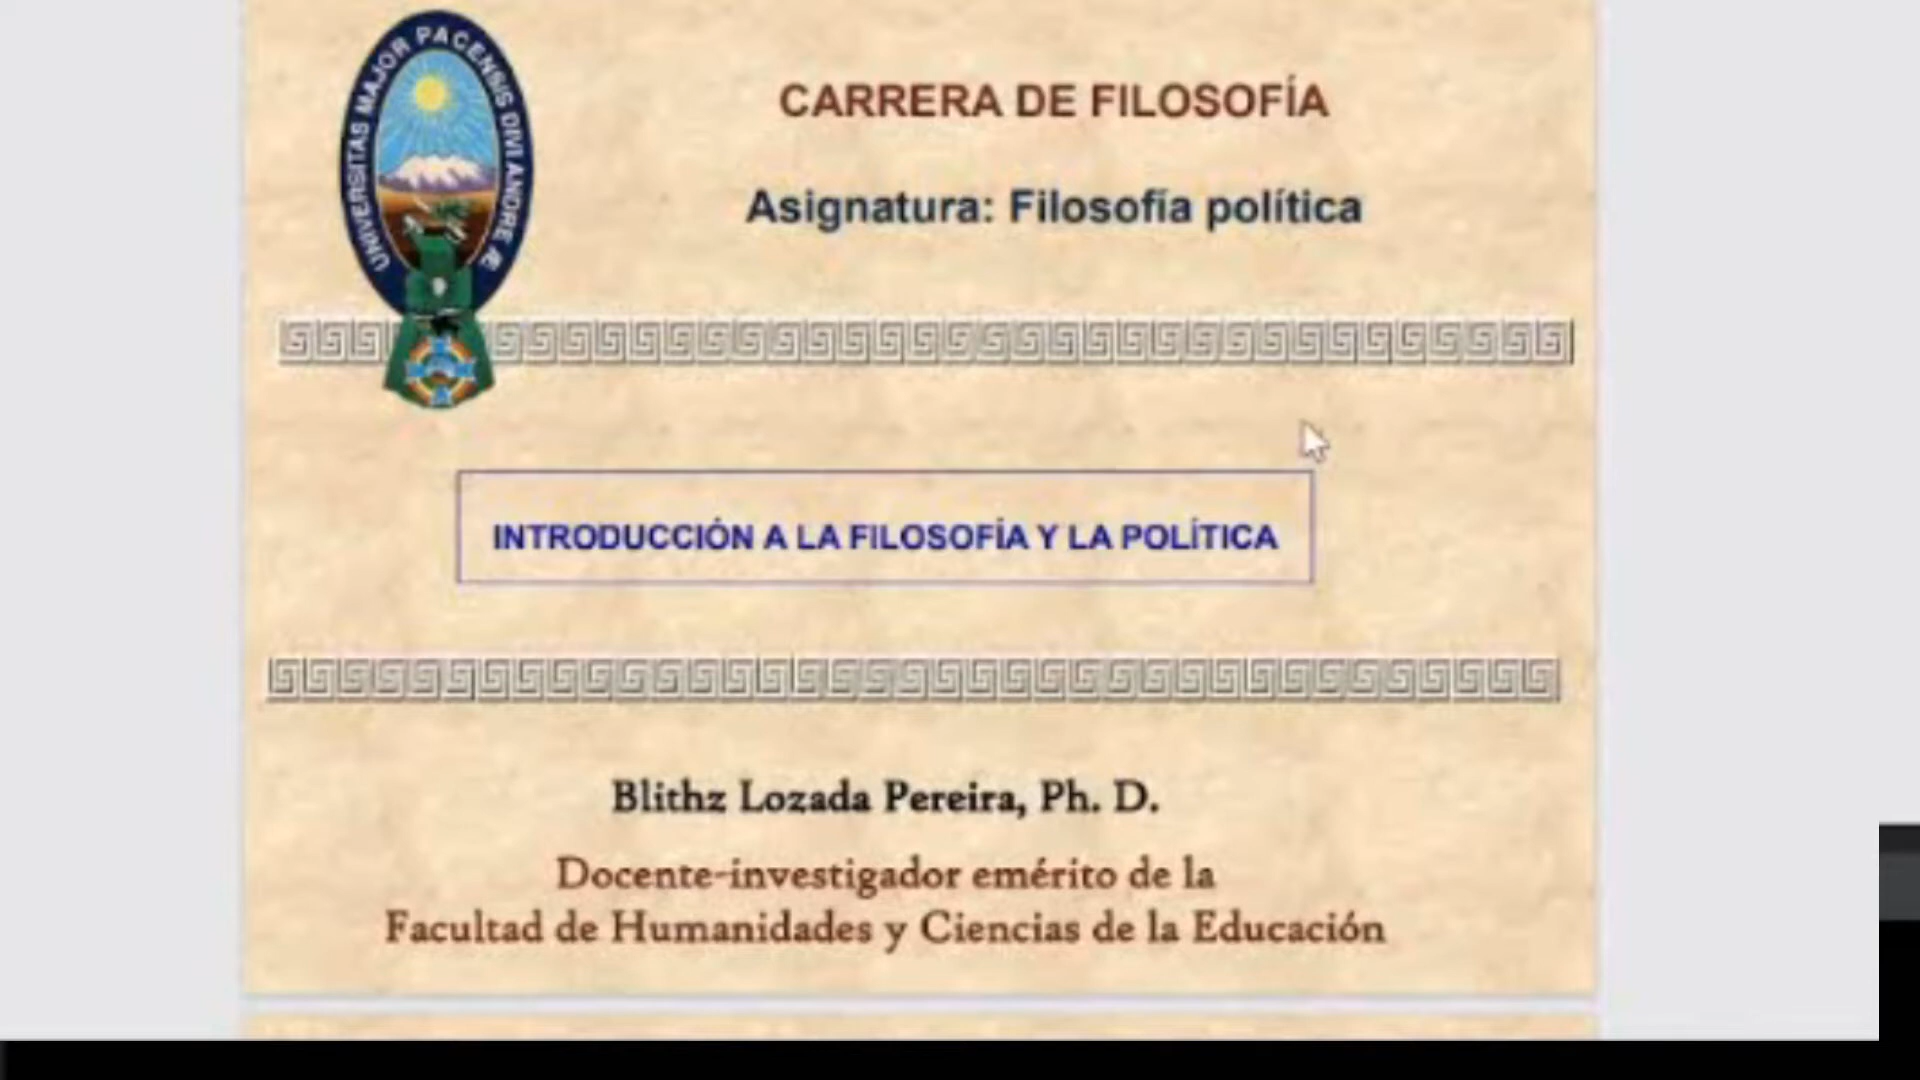 UNIVERSITAS MAJOR PACENSIS DIVI ANDRE Æ
CARRERA DE FILOSOFÍA
Asignatura: Filosofía política
INTRODUCCIÓN A LA FILOSOFÍA Y LA POLÍTICA
Blithz Lozada Pereira, Ph. D.
Docente-investigador emérito de la
Facultad de Humanidades y Ciencias de la Educación